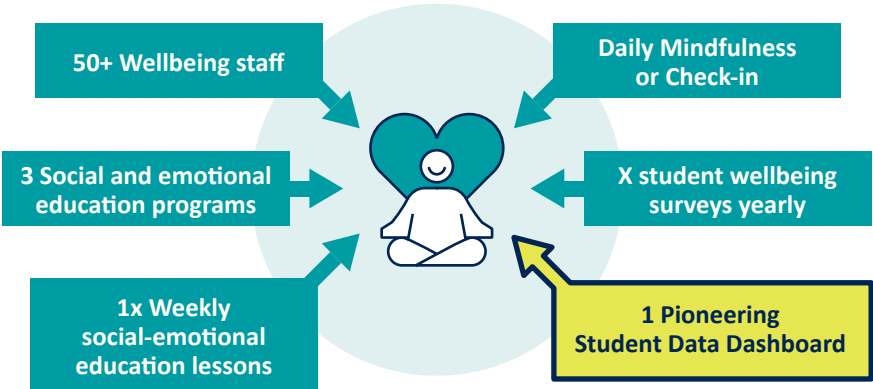 50+ Wellbeing staff
Daily Mindfulness
or Check-in
3 Social and emotional
education programs
X student wellbeing
surveys yearly
1x Weekly
social-emotional
education lessons
1 Pioneering
Student Data Dashboard